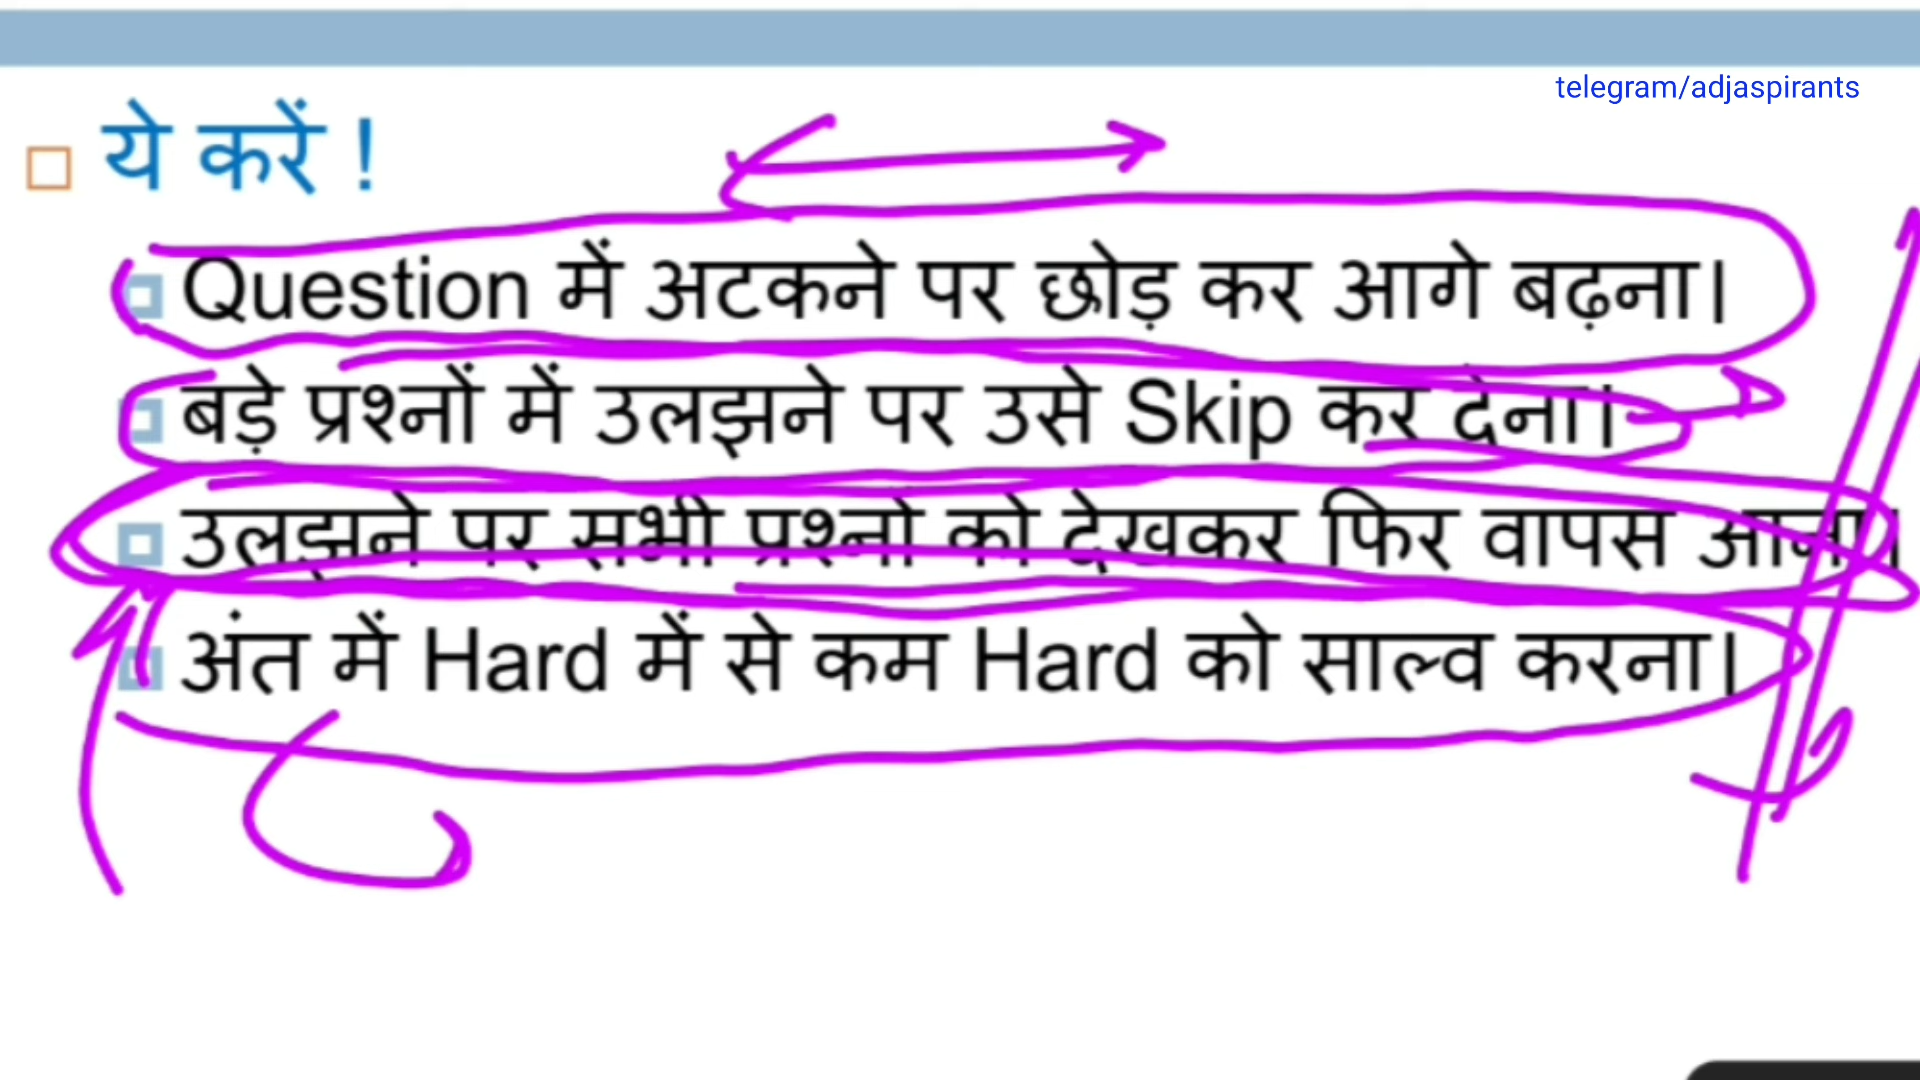 telegram/adjaspirants
ये करें !
Question में अटकने पर छोड़ कर आगे बढ़ना।
बड़े प्रश्नों में उलझने पर उसे Skip कर देना।
उलझने पर सभी प्रश्नो को देखकर फिर वापस आना।
अंत में Hard में से कम Hard को साल्व करना।